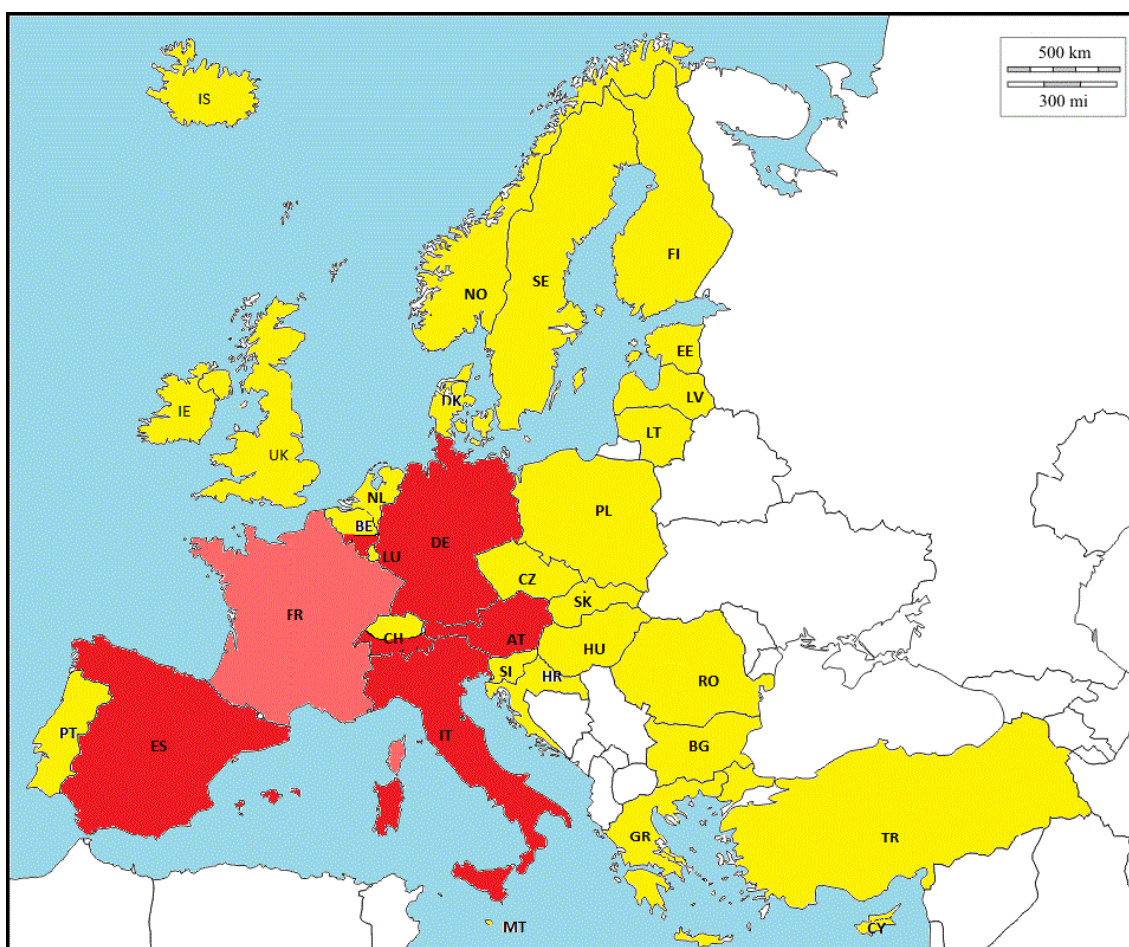 500 km
300 mi
IS
FI
NO
SE
EE
LV
LT
DK
IE
UK
NL
BE
PL
DE
LU
CZ
SK
FR
CH
AT
HU
SI
HR
RO
PT
ES
IT
BG
GR
TR
MT
CY